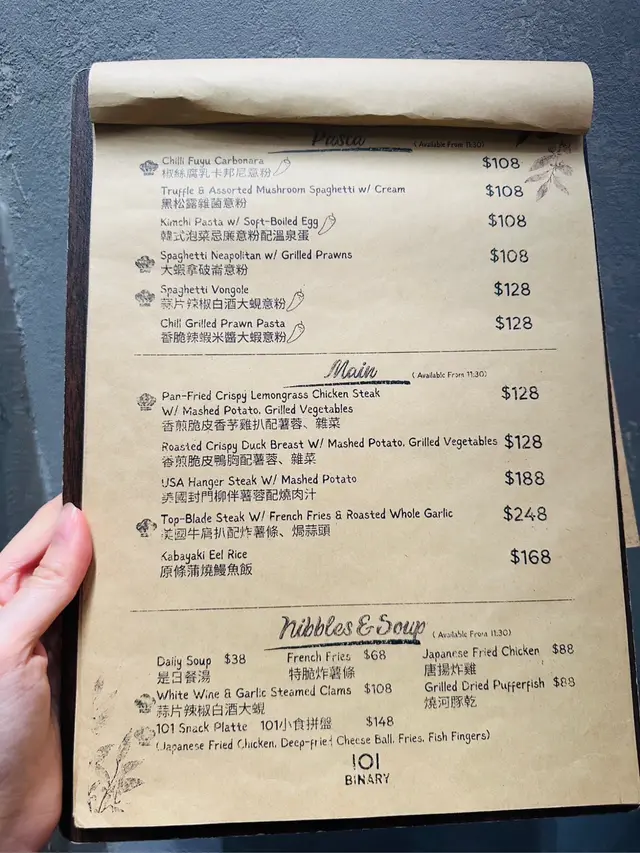 Pasta (Available From 11:30)
Chilli Fuyu Carbonara $108
椒絲腐乳卡邦尼意粉
Truffle & Assorted Mushroom Spaghetti w/ Cream $108
黑松露雜菌意粉
Kimchi Pasta w/ Soft-Boiled Egg $108
韓式泡菜忌廉意粉配溫泉蛋
Spaghetti Neapolitan w/ Grilled Prawns $108
大蝦拿破崙意粉
Spaghetti Vongole $128
蒜片辣椒白酒大蜆意粉
Chill Grilled Prawn Pasta $128
香脆辣蝦米醬大蝦意粉
Main (Available From 11:30)
Pan-Fried Crispy Lemongrass Chicken Steak $128
W/ Mashed Potato, Grilled Vegetables
香煎脆皮香茅雞扒配薯蓉、雜菜
Roasted Crispy Duck Breast W/ Mashed Potato, Grilled Vegetables $128
香煎脆皮鴨胸配薯蓉、雜菜
USA Hanger Steak W/ Mashed Potato $188
美國封門柳伴薯蓉配燒肉汁
Top-Blade Steak W/ French Fries & Roasted Whole Garlic $248
美國牛肩扒配炸薯條、焗蒜頭
Kabayaki Eel Rice $168
原條蒲燒鰻魚飯
Nibbles & Soup (Available From 11:30)
Daily Soup $38 French Fries $68 Japanese Fried Chicken $88
是日餐湯 特脆炸薯條 唐揚炸雞
White Wine & Garlic Steamed Clams $108 Grilled Dried Pufferfish $88
蒜片辣椒白酒大蜆 燒河豚乾
101 Snack Platte 101小食拼盤 $148
(Japanese Fried Chicken, Deep-fried Cheese Ball, Fries, Fish Fingers)
101
BINARY